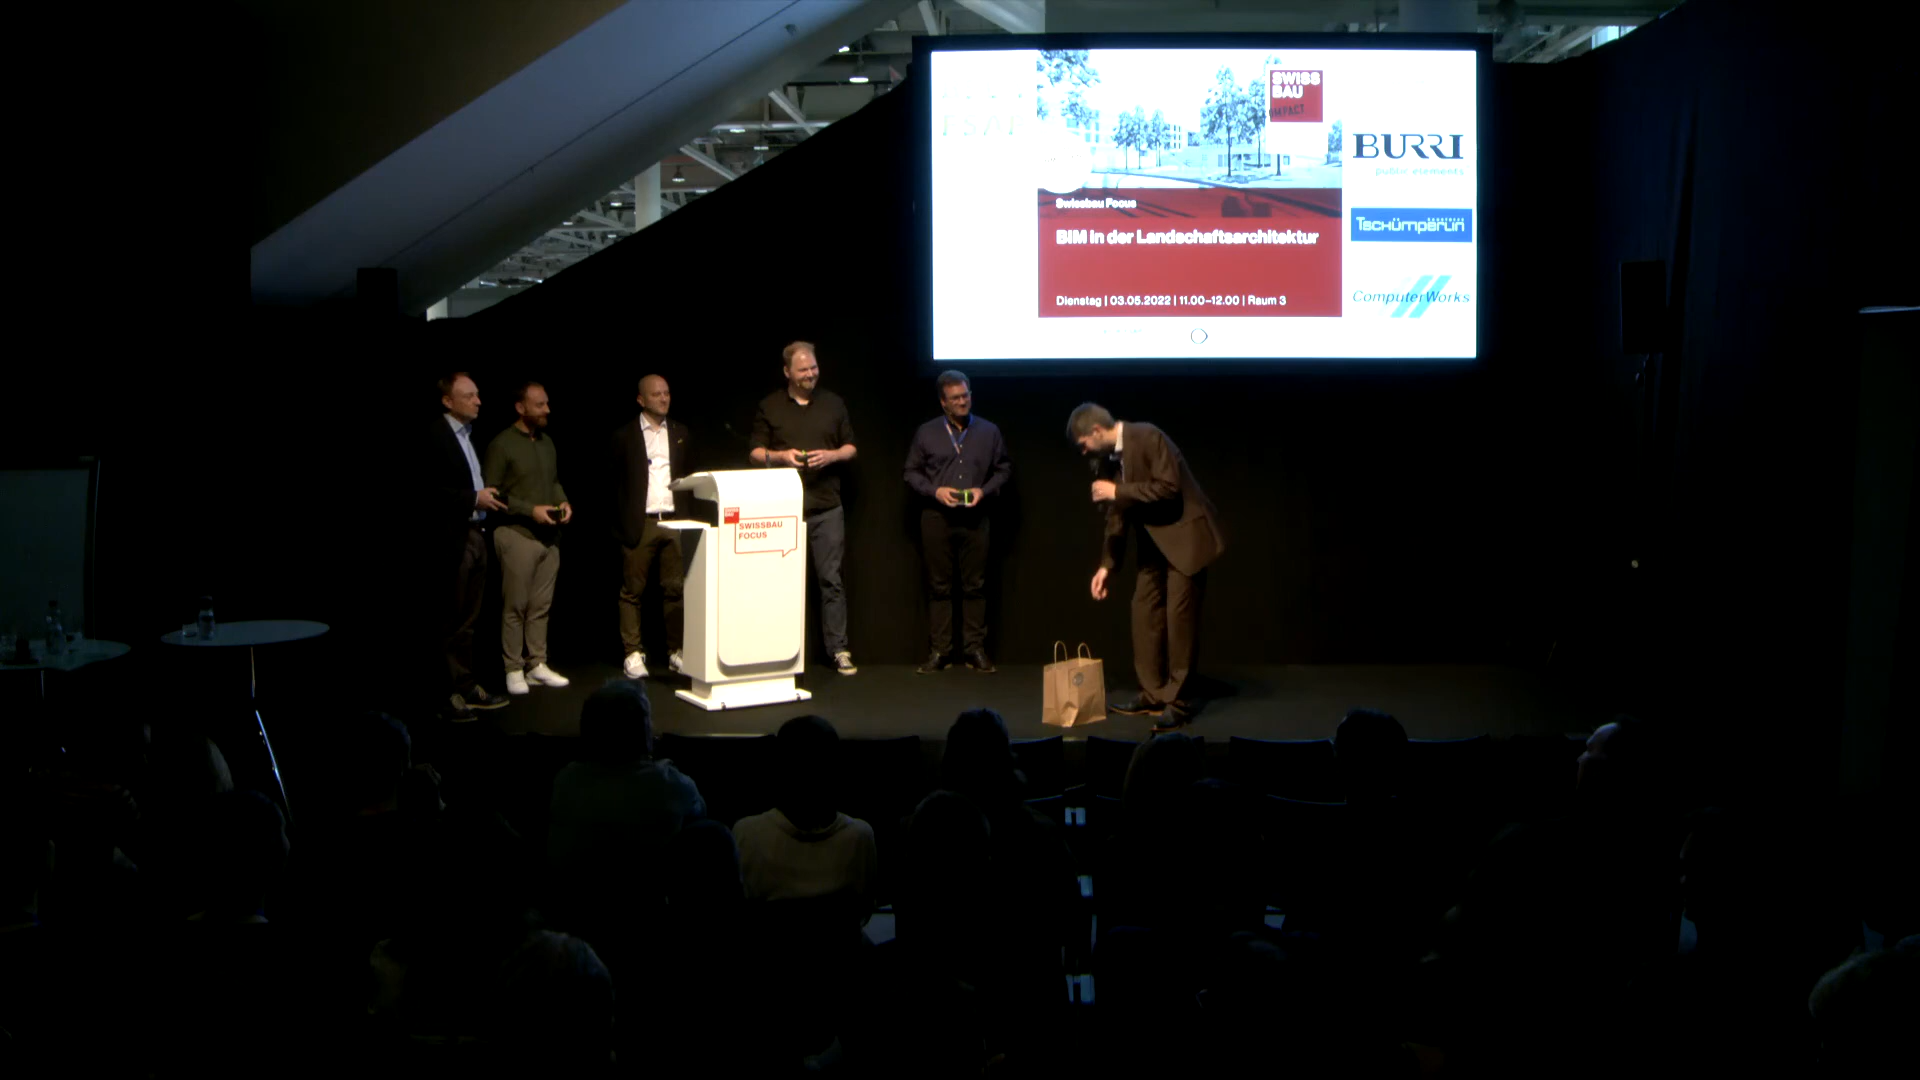 SWISS
BAU
IMPACT
Swissbau Focus
BIM in der Landschaftsarchitektur
Dienstag | 03.05.2022 | 11.00–12.00 | Raum 3
BURRI
public elements
TSCHÜMPERLIN
ComputerWorks
SWISSBAU
FOCUS